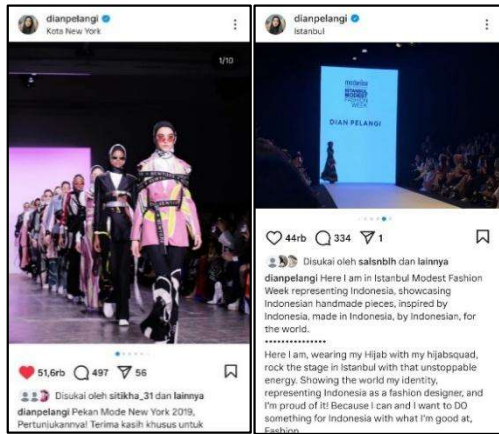 dianpelangi
Kota New York
1/10
51,6rb 497 56
Disukai oleh sitikha_31 dan lainnya
dianpelangi Pekan Mode New York 2019,
Pertunjukannya! Terima kasih khusus untuk
dianpelangi
Istanbul
modanisa
ISTANBUL
MODEST
FASHION
WEEK
DIAN PELANGI
44rb 334 1
Disukai oleh salsnblh dan lainnya
dianpelangi Here I am in Istanbul Modest Fashion
Week representing Indonesia, showcasing
Indonesian handmade pieces, inspired by
Indonesia, made in Indonesia, by Indonesian, for
the world.
***************
Here I am, wearing my Hijab with my hijabsquad,
rock the stage in Istanbul with that unstoppable
energy. Showing the world my identity,
representing Indonesia as a fashion designer, and
I'm proud of it! Because I can and I want to DO
something for Indonesia with what I'm good at,
Fashion